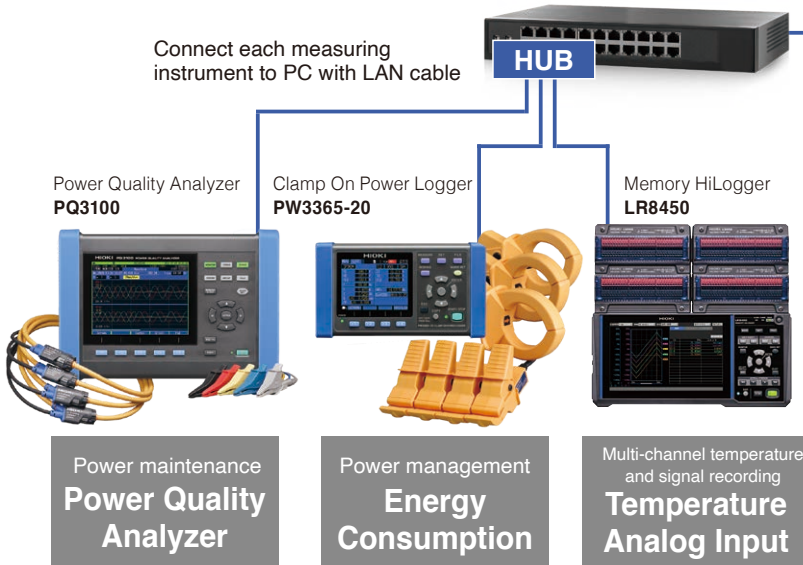 Connect each measuring
instrument to PC with LAN cable
HUB
Power Quality Analyzer
PQ3100
Clamp On Power Logger
PW3365-20
Memory HiLogger
LR8450
HIOKI
HIOKI
HIOKI
Power maintenance
Power Quality
Analyzer
Power management
Energy
Consumption
Multi-channel temperature
and signal recording
Temperature
Analog Input